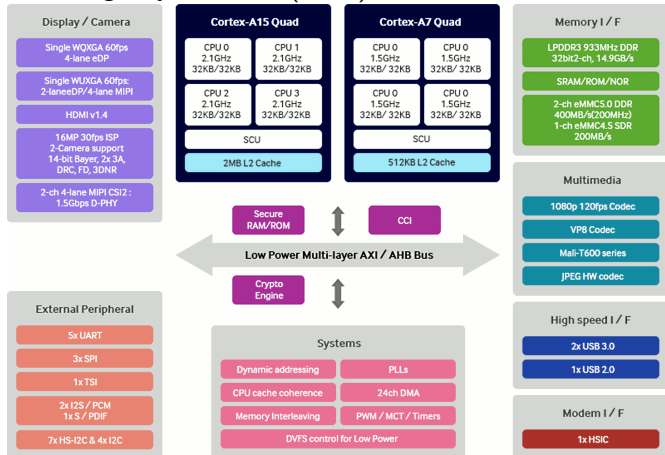 Display / Camera
Single WQXGA 60fps
4-lane eDP
Single WUXGA 60fps:
2-laneeDP/4-lane MIPI
HDMI v1.4
16MP 30fps ISP
2-Camera support
14-bit Bayer, 2x 3A,
DRC, FD, 3DNR
2-ch 4-lane MIPI CSI2 :
1.5Gbps D-PHY
Cortex-A15 Quad
CPU 0
2.1GHz
32KB/32KB
CPU 1
2.1GHz
32KB/32KB
CPU 2
2.1GHz
32KB/32KB
CPU 3
2.1GHz
32KB/32KB
SCU
2MB L2 Cache
Cortex-A7 Quad
CPU 0
1.5GHz
32KB/ 32KB
CPU 0
1.5GHz
32KB/ 32KB
CPU 0
1.5GHz
32KB/ 32KB
CPU 0
1.5GHz
32KB/ 32KB
SCU
512KB L2 Cache
Memory I / F
LPDDR3 933MHz DDR
32bit2-ch, 14.9GB/s
SRAM/ROM/NOR
2-ch eMMC5.0 DDR
400MB/s(200MHz)
1-ch eMMC4.5 SDR
200MB/s
Multimedia
1080p 120fps Codec
VP8 Codec
Mali-T600 series
JPEG HW codec
Secure
RAM/ROM
CCI
Low Power Multi-layer AXI / AHB Bus
Crypto
Engine
External Peripheral
5x UART
3x SPI
1x TSI
2x I2S / PCM
1x S / PDIF
7x HS-I2C & 4x I2C
Systems
Dynamic addressing
PLLs
CPU cache coherence
24ch DMA
Memory Interleaving
PWM / MCT / Timers
DVFS control for Low Power
High speed I / F
2x USB 3.0
1x USB 2.0
Modem I / F
1x HSIC